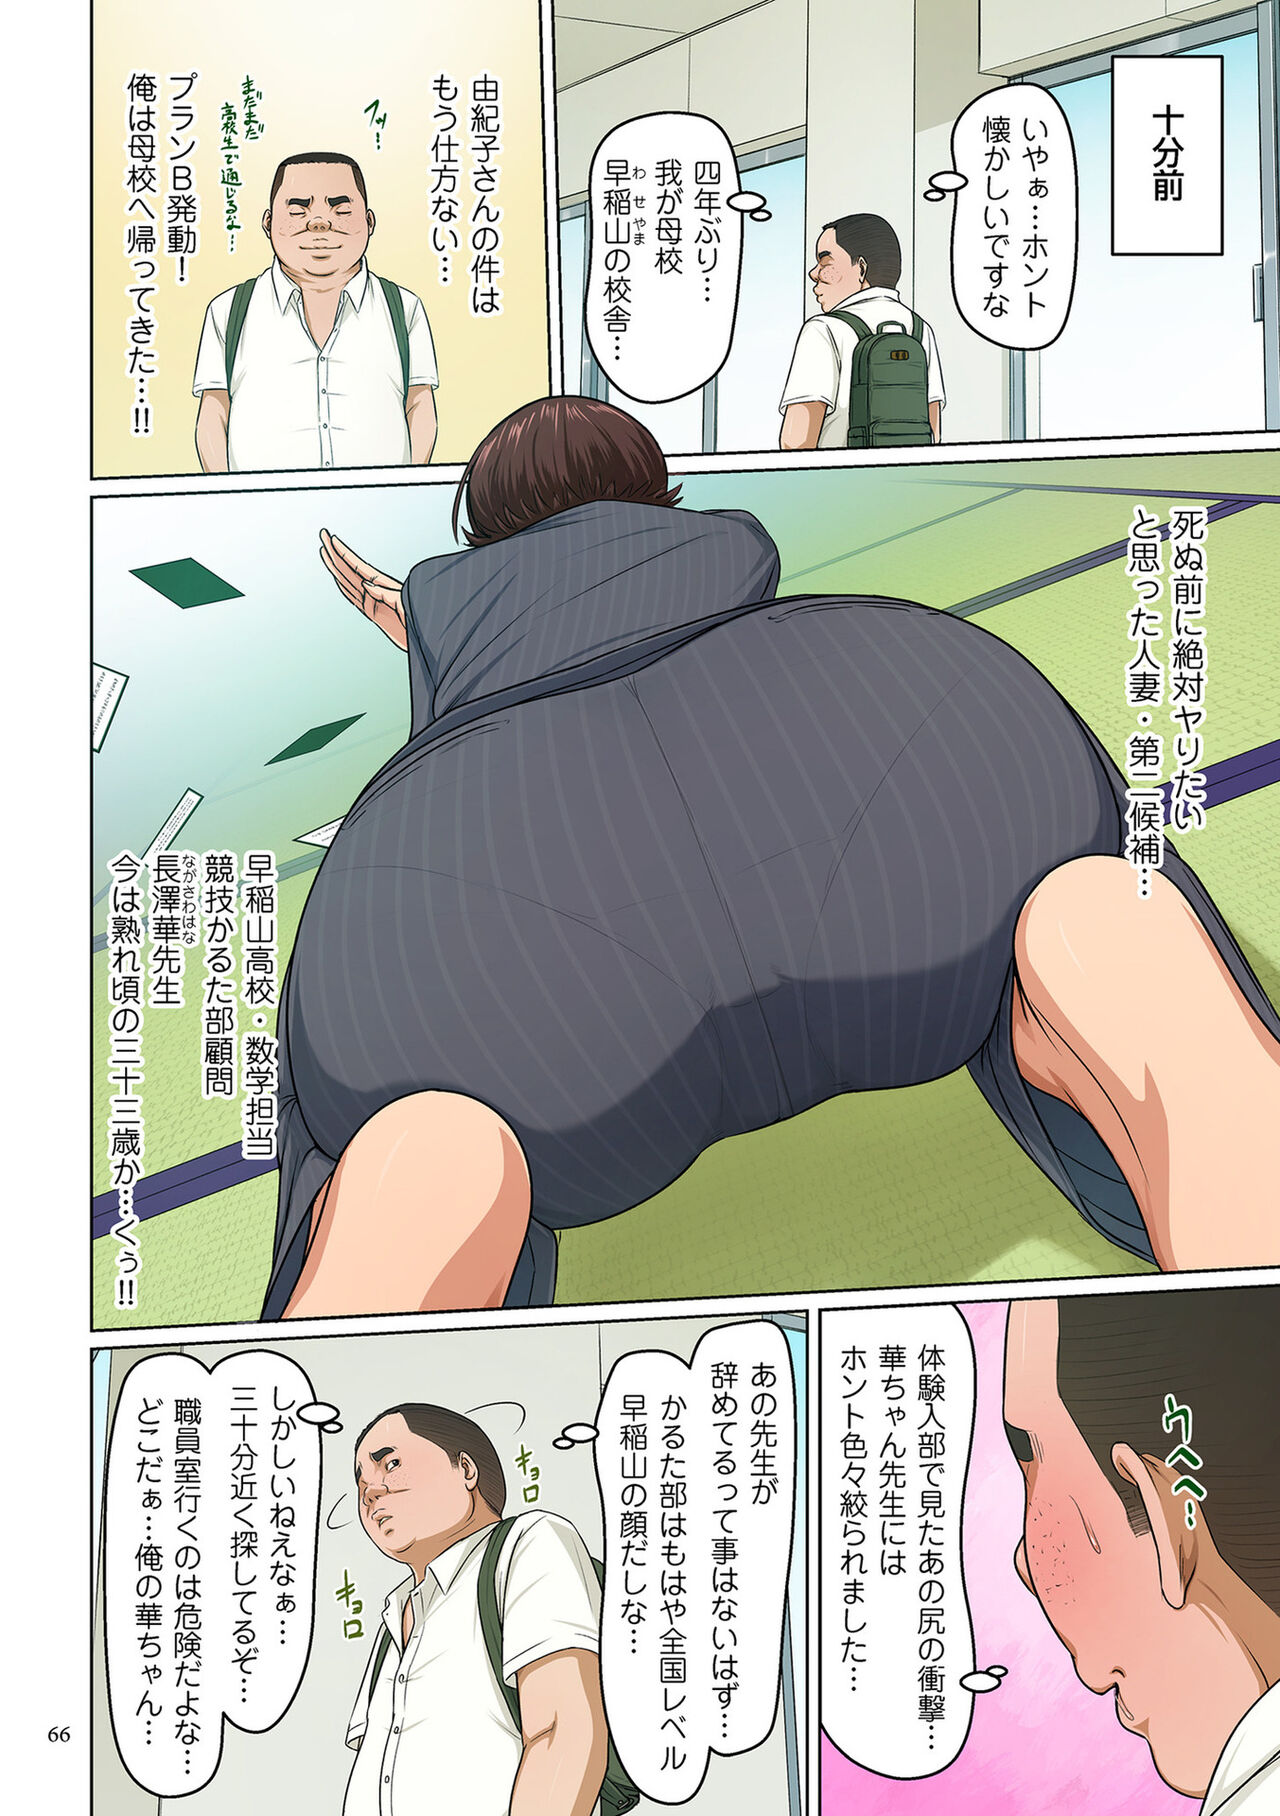 十分前
いやぁ…ホント
懐かしいですな
四年ぶり…
我が母校
早稲山の校舎…
わせやま
由紀子さんの件は
もう仕方ない…
フッ…
まだまだ
高校生で通じるな…
プランB発動！
俺は母校へ帰ってきた…!!
死ぬ前に絶対ヤりたい
と思った人妻・第二候補…
早稲山高校・数学担当
競技かるた部顧問
長澤華先生
ながさわはな
今は熟れ頃の三十三歳か…くぅ!!
体験入部で見たあの尻の衝撃…
華ちゃん先生には
ホント色々絞られました…
ウヘヘ…
あの先生が
辞めてるって事はないはず…
かるた部はもはや全国レベル
早稲山の顔だしな…
キョロ
キョロ
しかしいねえなぁ…
三十分近く探してるぞ…
職員室行くのは危険だよな…
どこだぁ…俺の華ちゃん…
66